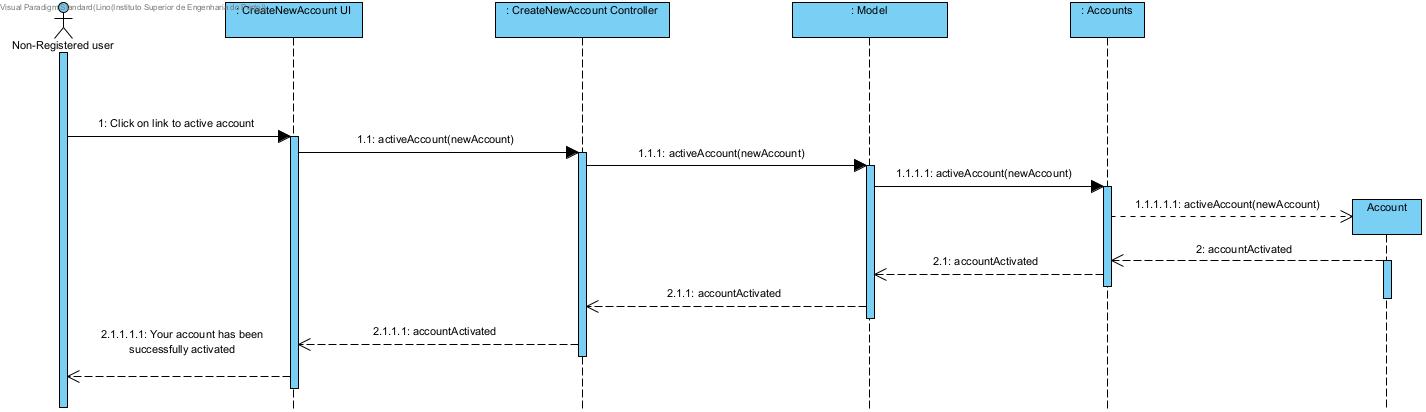 Visual Paradigm Standard(Lino(Instituto Superior de Engenharia do Porto))
: CreateNewAccount UI
: CreateNewAccount Controller
: Model
: Accounts
Non-Registered user
1: Click on link to active account
1.1: activeAccount(newAccount)
1.1.1: activeAccount(newAccount)
1.1.1.1: activeAccount(newAccount)
1.1.1.1.1: activeAccount(newAccount)
Account
2: accountActivated
2.1: accountActivated
2.1.1: accountActivated
2.1.1.1: accountActivated
2.1.1.1.1: Your account has been
successfully activated